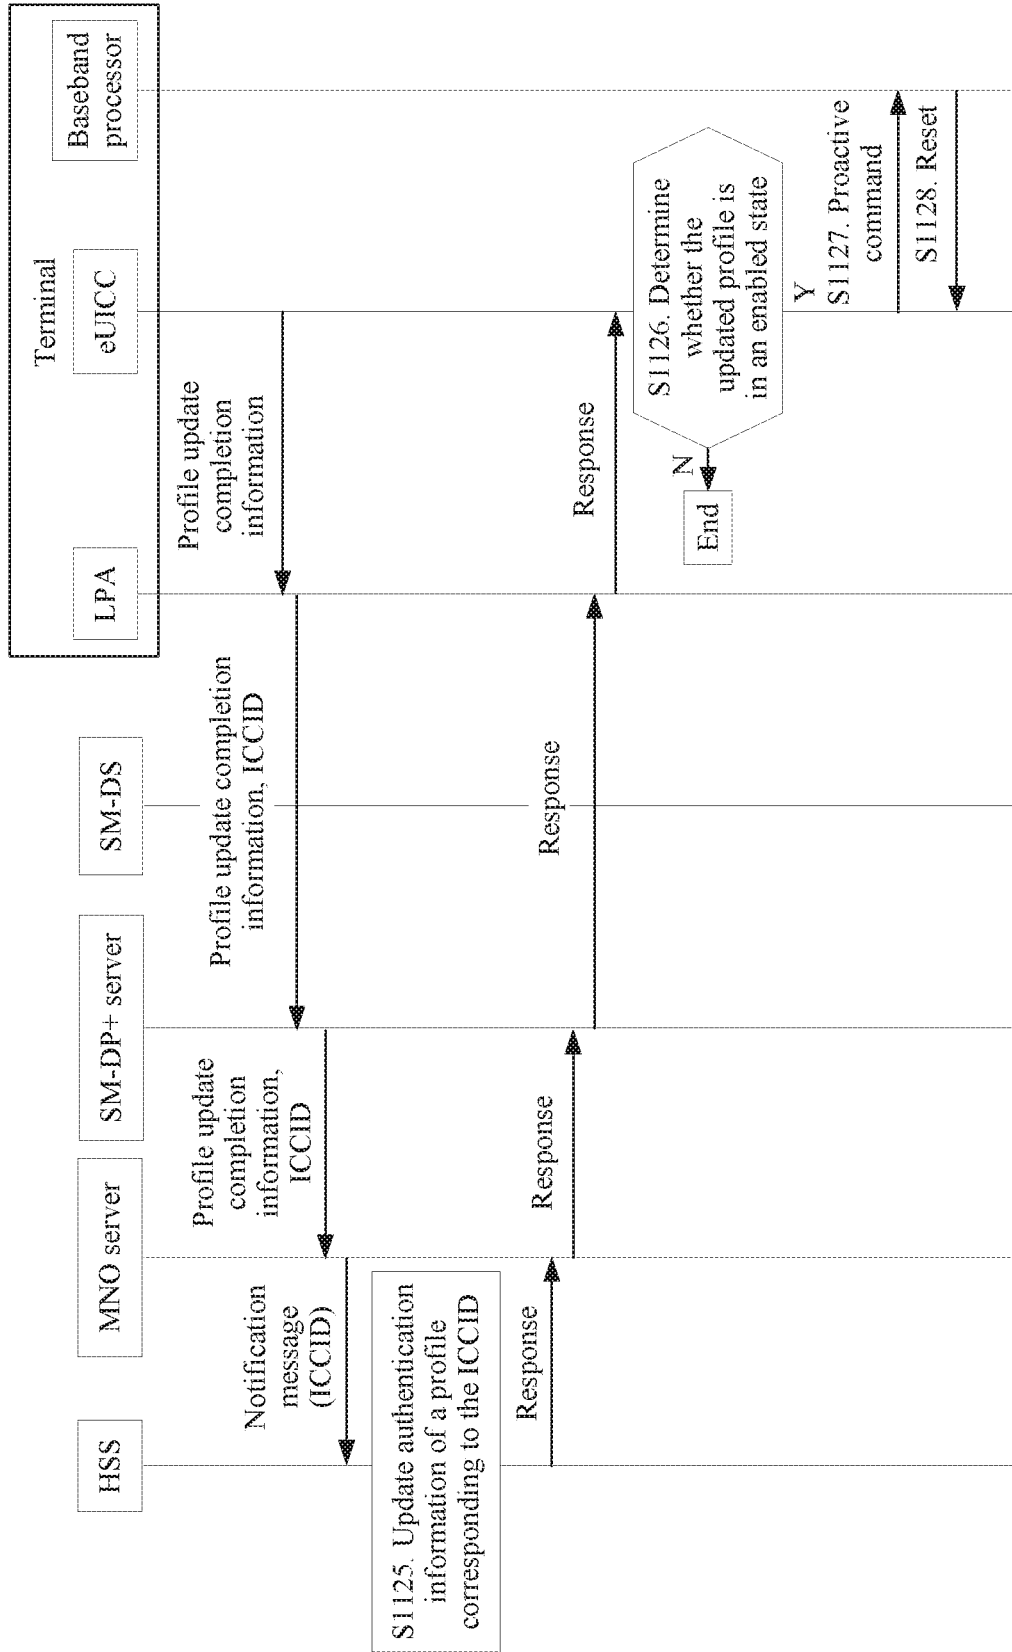 Terminal
HSS
MNO server
SM-DP+ server
SM-DS
LPA
eUICC
Baseband
processor
Profile update
completion
information
Profile update completion
information, ICCID
Profile update
completion
information,
ICCID
Notification
message
(ICCID)
S1125. Update authentication
information of a profile
corresponding to the ICCID
Response
Response
Response
Response
S1126. Determine
whether the
updated profile is
in an enabled state
N
End
Y
S1127. Proactive
command
S1128. Reset